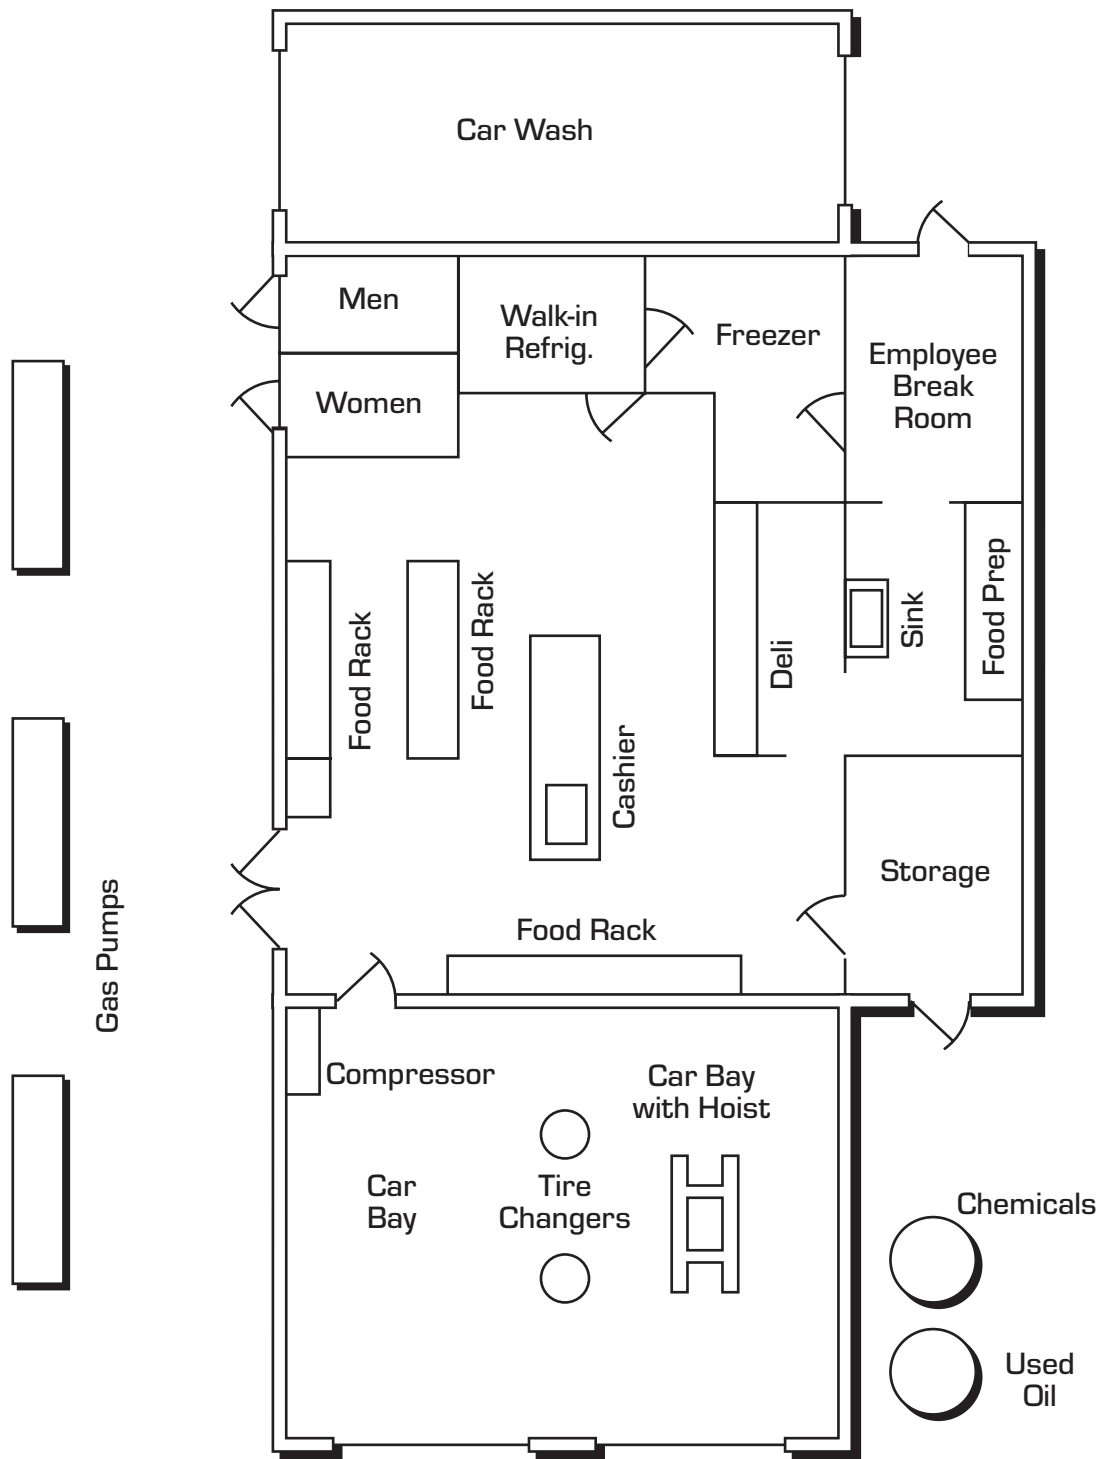 Car Wash
Men
Walk-in
Refrig.
Freezer
Employee
Break
Room
Women
Food Rack
Food Rack
Cashier
Deli
Sink
Food Prep
Storage
Gas Pumps
Food Rack
Compressor
Car Bay
with Hoist
Car
Bay
Tire
Changers
Chemicals
Used
Oil